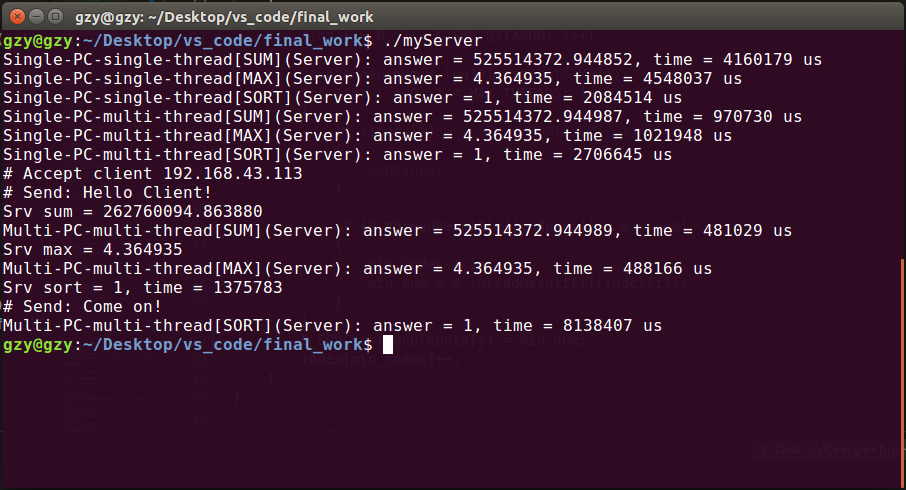 gzy@gzy: ~/Desktop/vs_code/final_work
gzy@gzy:~/Desktop/vs_code/final_work$ ./myServer
Single-PC-single-thread[SUM](Server): answer = 525514372.944852, time = 4160179 us
Single-PC-single-thread[MAX](Server): answer = 4.364935, time = 4548037 us
Single-PC-single-thread[SORT](Server): answer = 1, time = 2084514 us
Single-PC-multi-thread[SUM](Server): answer = 525514372.944987, time = 970730 us
Single-PC-multi-thread[MAX](Server): answer = 4.364935, time = 1021948 us
Single-PC-multi-thread[SORT](Server): answer = 1, time = 2706645 us
# Accept client 192.168.43.113
# Send: Hello Client!
Srv sum = 262760094.863880
Multi-PC-multi-thread[SUM](Server): answer = 525514372.944989, time = 481029 us
Srv max = 4.364935
Multi-PC-multi-thread[MAX](Server): answer = 4.364935, time = 488166 us
Srv sort = 1, time = 1375783
# Send: Come on!
Multi-PC-multi-thread[SORT](Server): answer = 1, time = 8138407 us
gzy@gzy:~/Desktop/vs_code/final_work$